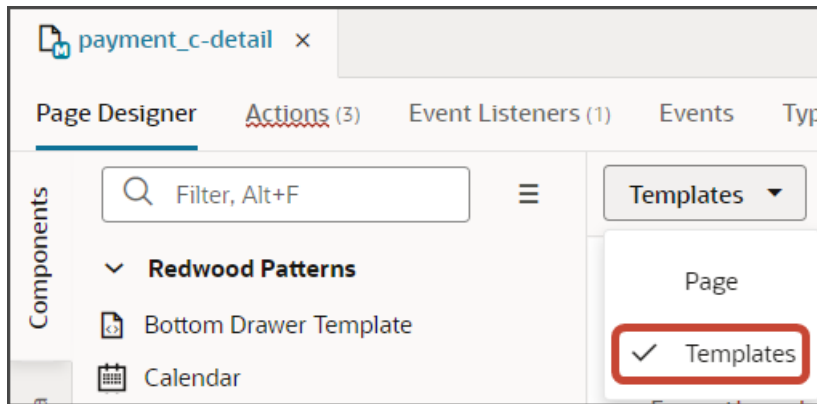 payment_c-detail ×
Page Designer Actions (3) Event Listeners (1) Events
Components
Filter, Alt+F
Templates
Redwood Patterns
Page
Bottom Drawer Template
Templates
Calendar